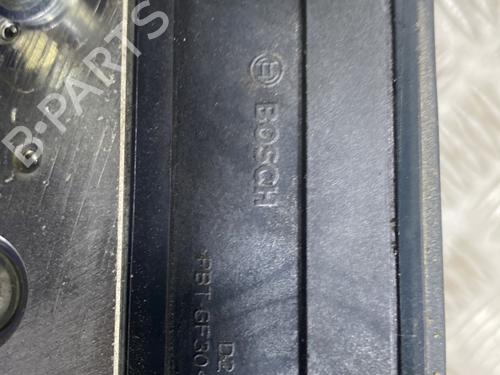 BOSCH
>PBT-GF30<
D2
B-PARTS